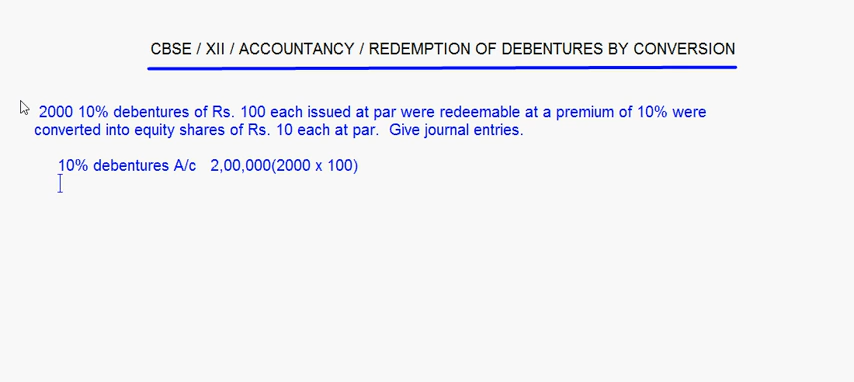 CBSE / XII / ACCOUNTANCY / REDEMPTION OF DEBENTURES BY CONVERSION
2000 10% debentures of Rs. 100 each issued at par were redeemable at a premium of 10% were
converted into equity shares of Rs. 10 each at par. Give journal entries.
10% debentures A/c 2,00,000(2000 x 100)